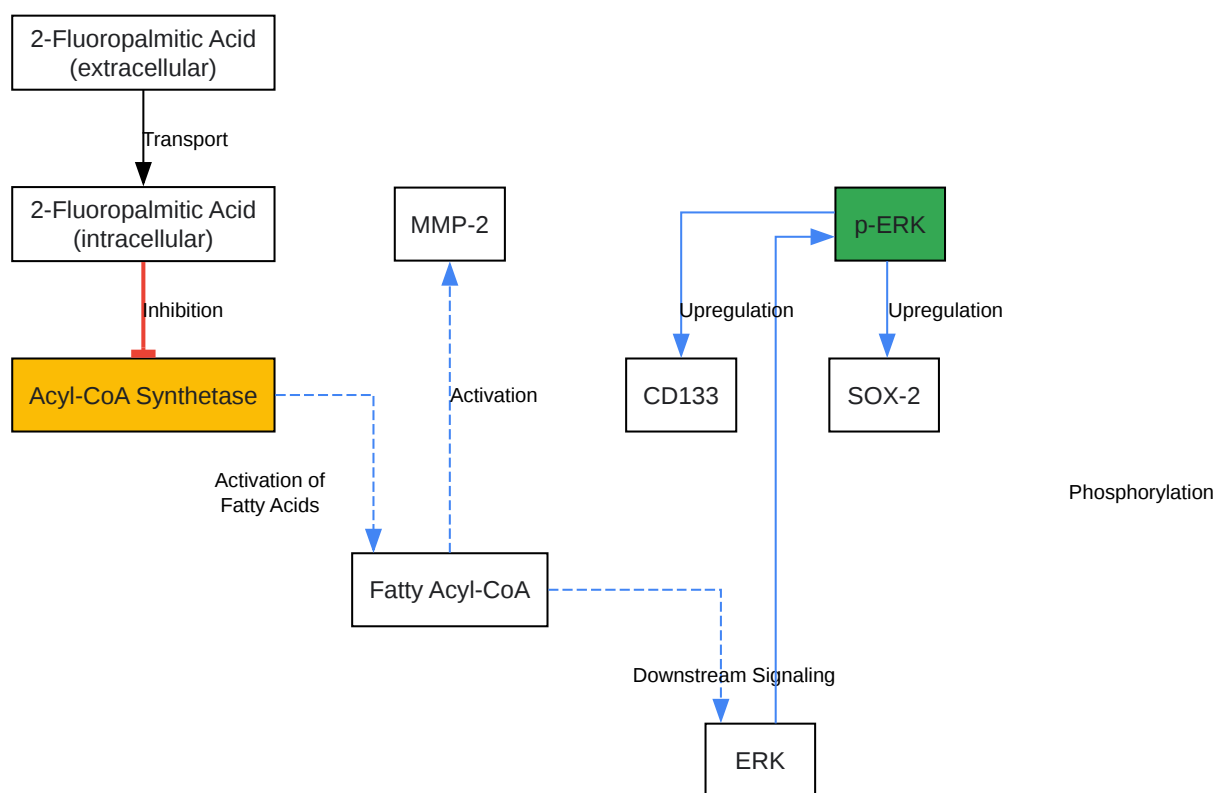 2-Fluoropalmitic Acid
(extracellular)
Transport
2-Fluoropalmitic Acid
(intracellular)
MMP-2
p-ERK
Inhibition
Upregulation
Upregulation
Acyl-CoA Synthetase
Activation
CD133
SOX-2
Activation of
Fatty Acids
Phosphorylation
Fatty Acyl-CoA
Downstream Signaling
ERK